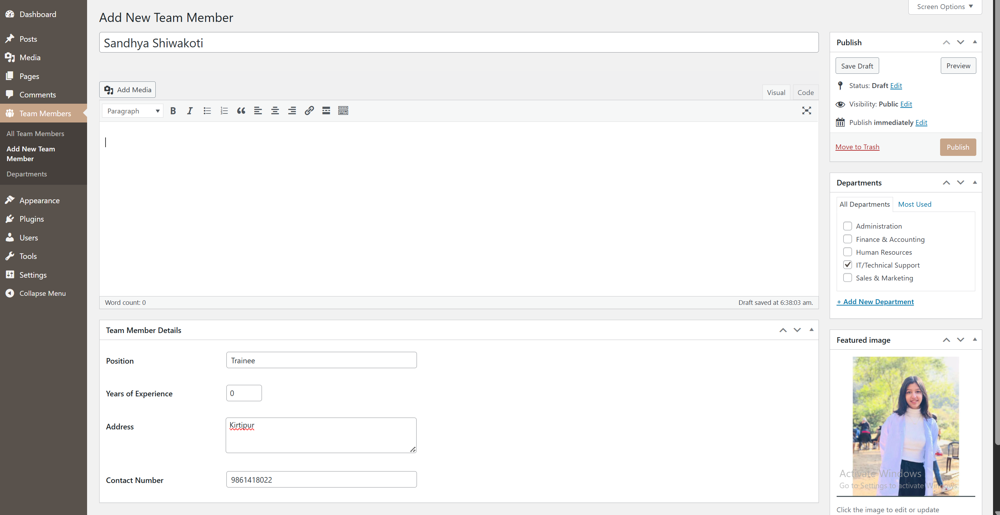 Screen Options
Dashboard
Posts
Media
Pages
Comments
Team Members
All Team Members
Add New Team
Member
Departments
Appearance
Plugins
Users
Tools
Settings
Collapse Menu
Add New Team Member
Sandhya Shiwakoti
Add Media
Visual
Code
Paragraph
Word count: 0
Draft saved at 6:38:03 am.
Team Member Details
Position
Trainee
Years of Experience
0
Address
Kirtipur
Contact Number
9861418022
Publish
Save Draft
Preview
Status: Draft Edit
Visibility: Public Edit
Publish immediately Edit
Move to Trash
Publish
Departments
All Departments
Most Used
Administration
Finance & Accounting
Human Resources
IT/Technical Support
Sales & Marketing
+ Add New Department
Featured image
Activate Windows
Go to Settings to activate Windows.
Click the image to edit or update